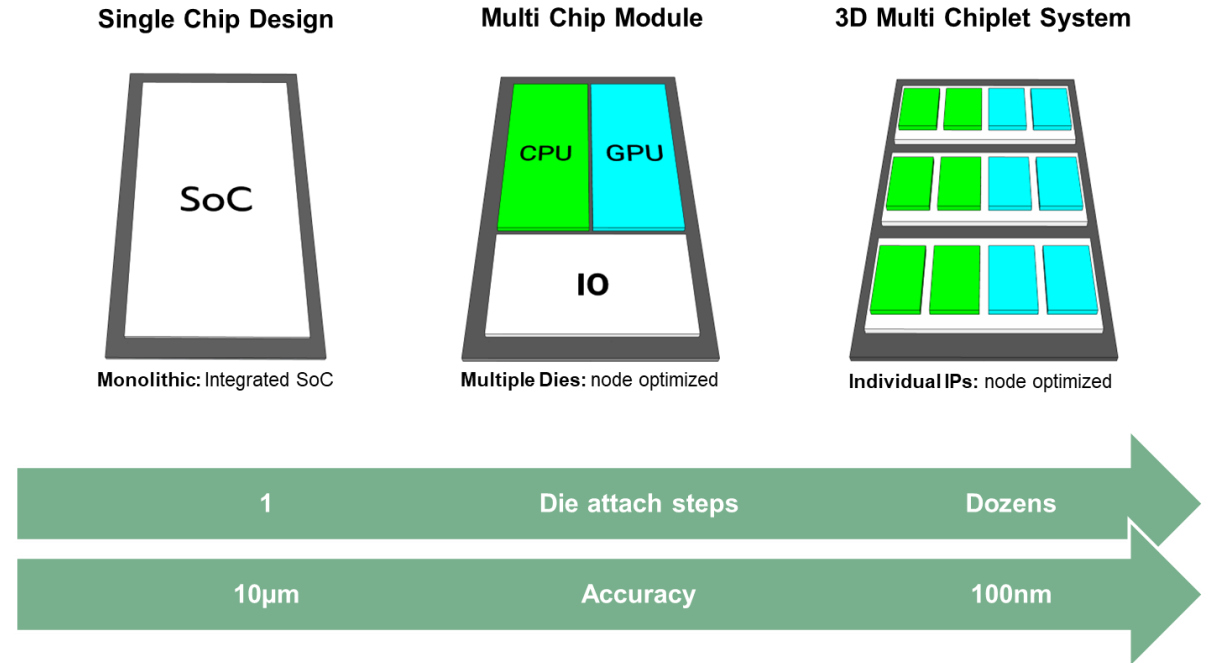 Single Chip Design
Multi Chip Module
3D Multi Chiplet System
SoC
CPU
GPU
IO
Monolithic: Integrated SoC
Multiple Dies: node optimized
Individual IPs: node optimized
1
Die attach steps
Dozens
10µm
Accuracy
100nm